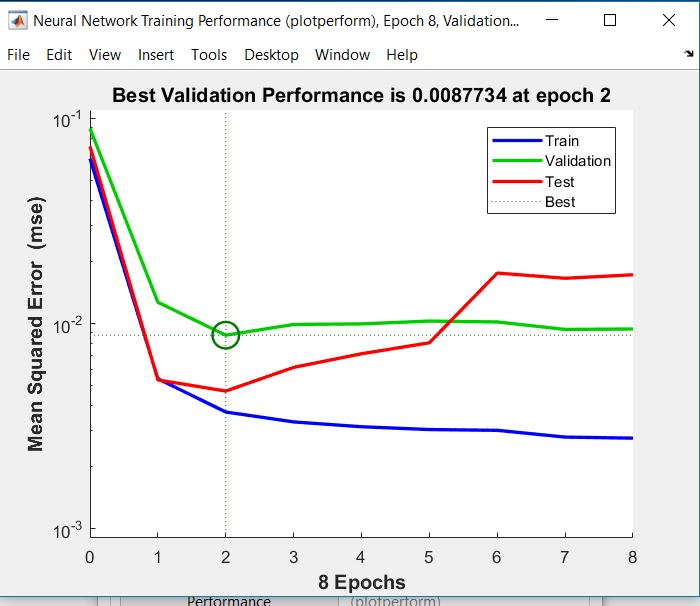 Neural Network Training Performance (plotperform), Epoch 8, Validation...
File Edit View Insert Tools Desktop Window Help
Best Validation Performance is 0.0087734 at epoch 2
10^-1
10^-2
10^-3
Mean Squared Error (mse)
Train
Validation
Test
Best
0 1 2 3 4 5 6 7 8
8 Epochs
Performance (plotperform)